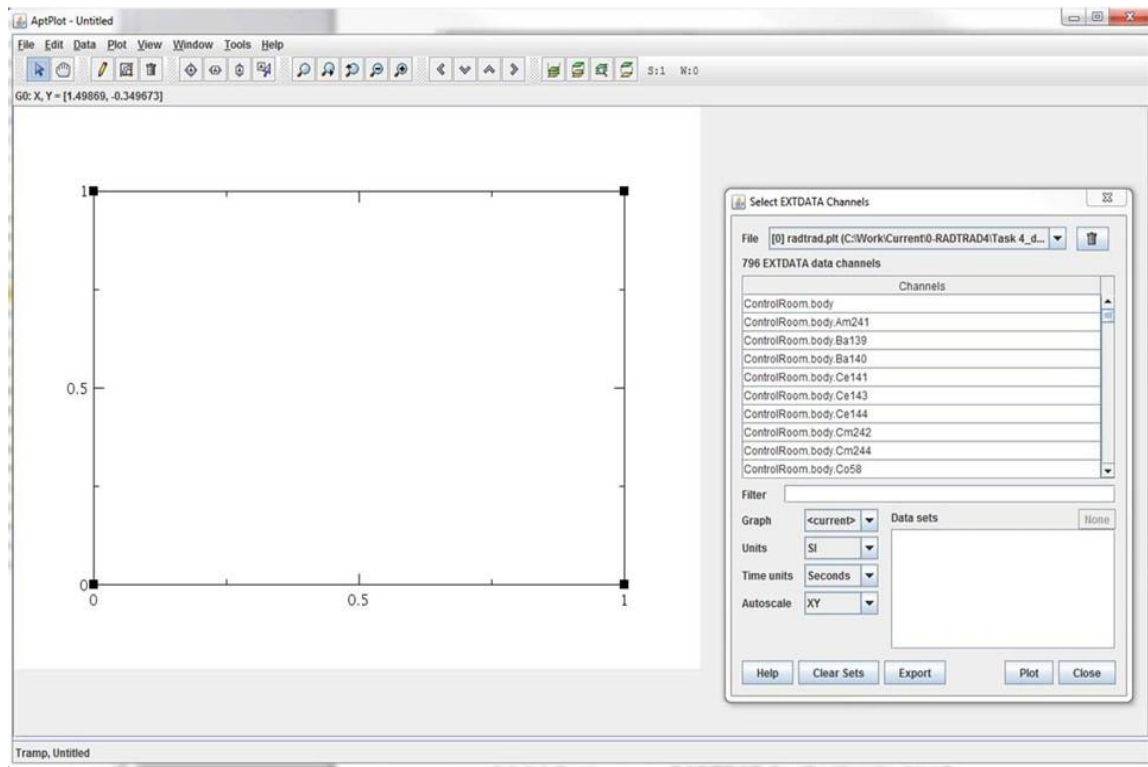 AptPlot - Untitled
File Edit Data Plot View Window Tools Help
S:1 W:0
G0: X, Y = [1.49869, -0.349673]
1
0.5
0
0
0.5
1
Select EXTDATA Channels
File [0] radtrad.plt (C:\Work\Current\0-RADTRAD4\Task 4_d...
796 EXTDATA data channels
Channels
ControlRoom.body
ControlRoom.body.Am241
ControlRoom.body.Ba139
ControlRoom.body.Ba140
ControlRoom.body.Ce141
ControlRoom.body.Ce143
ControlRoom.body.Ce144
ControlRoom.body.Cm242
ControlRoom.body.Cm244
ControlRoom.body.Co58
Filter
Graph <current> Data sets None
Units SI
Time units Seconds
Autoscale XY
Help Clear Sets Export Plot Close
Tramp, Untitled